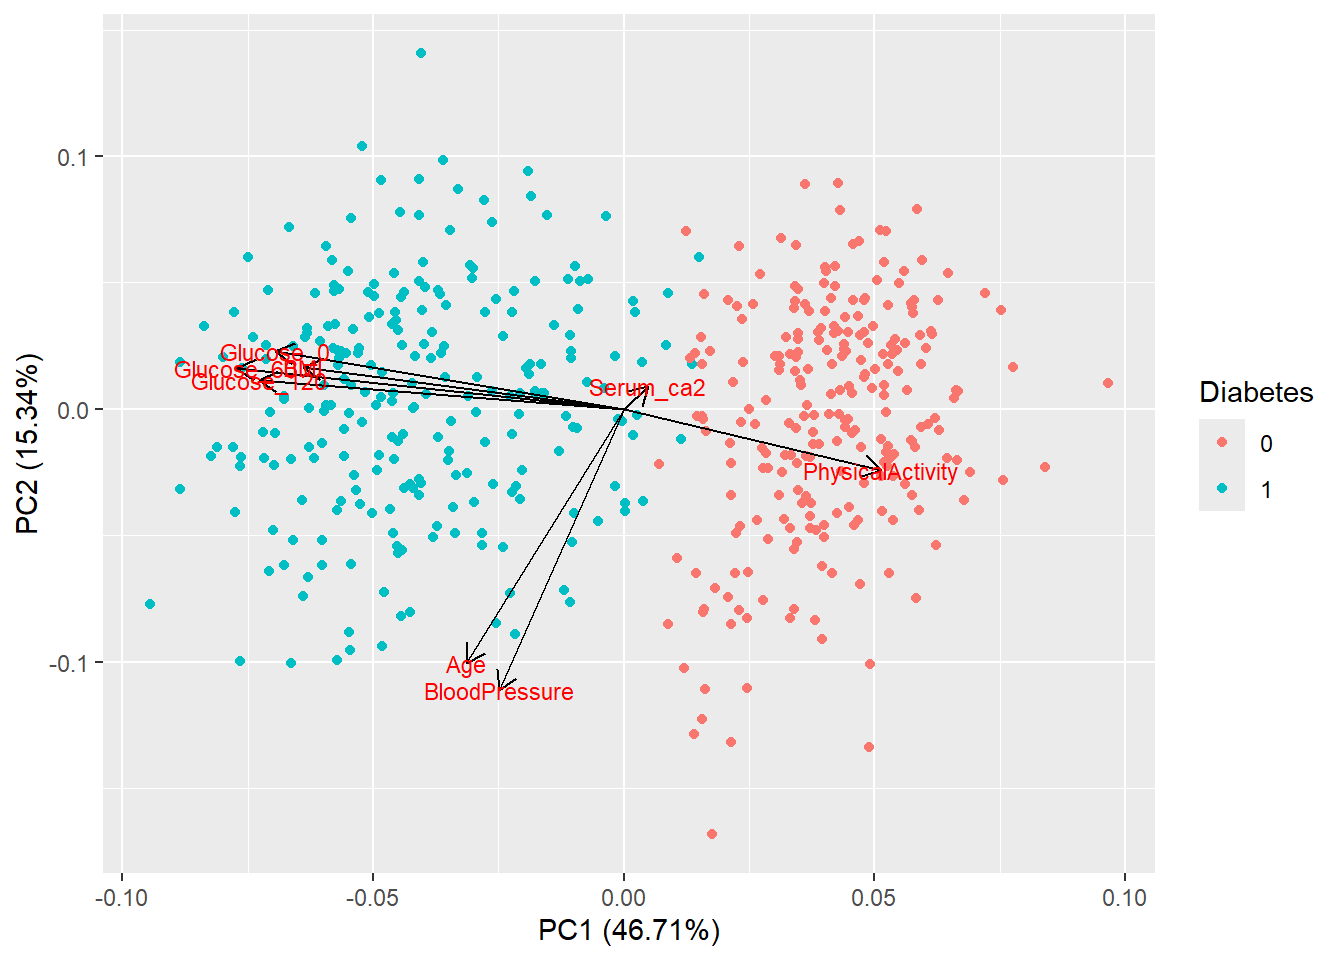 PC2 (15.34%)
0.1
0.0
-0.1
Glucose_0
Glucose_60
BMI
Glucose_120
Serum_ca2
PhysicalActivity
Age
BloodPressure
-0.10
-0.05
0.00
0.05
0.10
PC1 (46.71%)
Diabetes
0
1